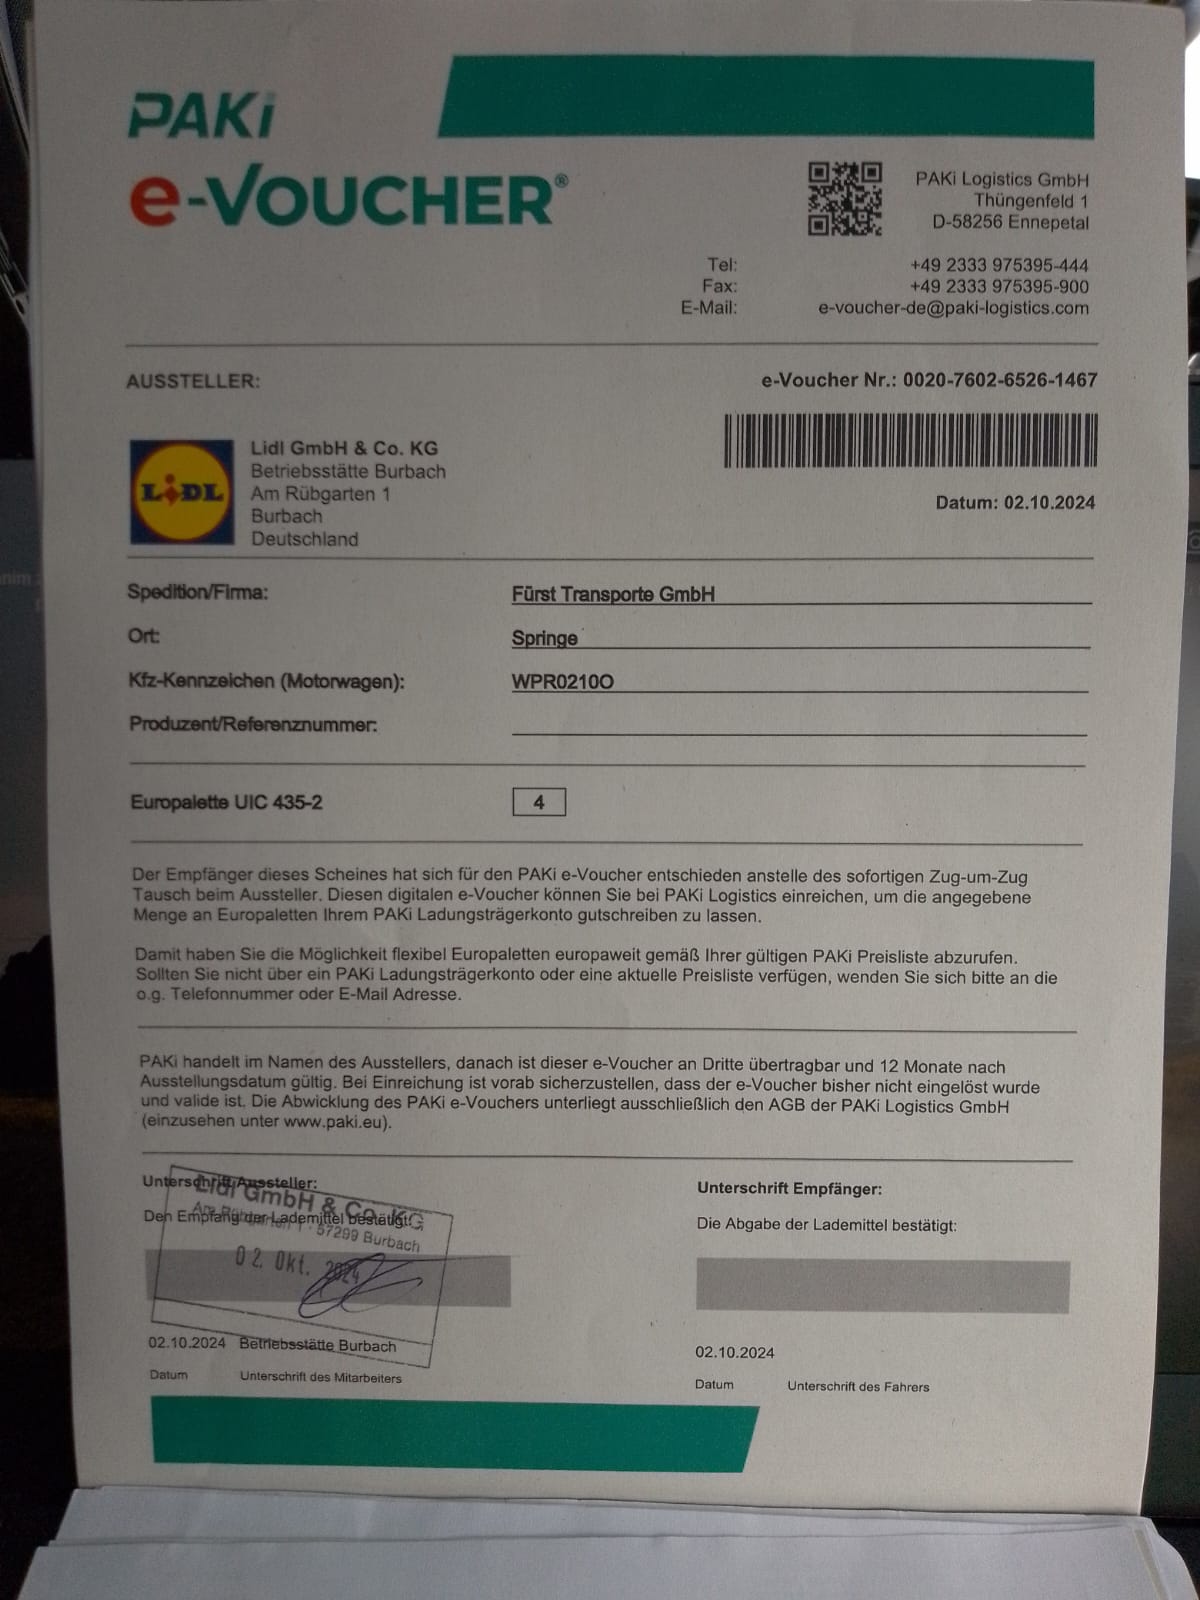 PAKi
e-VOUCHER®
PAKi Logistics GmbH
Thüngenfeld 1
D-58256 Ennepetal
Tel: +49 2333 975395-444
Fax: +49 2333 975395-900
E-Mail: e-voucher-de@paki-logistics.com
AUSSTELLER:
e-Voucher Nr.: 0020-7602-6526-1467
LiDL
Lidl GmbH & Co. KG
Betriebsstätte Burbach
Am Rübgarten 1
Burbach
Deutschland
Datum: 02.10.2024
Spedition/Firma: Fürst Transporte GmbH
Ort: Springe
Kfz-Kennzeichen (Motorwagen): WPR0210O
Produzent/Referenznummer:
Europalette UIC 435-2 4
Der Empfänger dieses Scheines hat sich für den PAKi e-Voucher entschieden anstelle des sofortigen Zug-um-Zug
Tausch beim Aussteller. Diesen digitalen e-Voucher können Sie bei PAKi Logistics einreichen, um die angegebene
Menge an Europaletten Ihrem PAKi Ladungsträgerkonto gutschreiben zu lassen.
Damit haben Sie die Möglichkeit flexibel Europaletten europaweit gemäß Ihrer gültigen PAKi Preisliste abzurufen.
Sollten Sie nicht über ein PAKi Ladungsträgerkonto oder eine aktuelle Preisliste verfügen, wenden Sie sich bitte an die
o.g. Telefonnummer oder E-Mail Adresse.
PAKi handelt im Namen des Ausstellers, danach ist dieser e-Voucher an Dritte übertragbar und 12 Monate nach
Ausstellungsdatum gültig. Bei Einreichung ist vorab sicherzustellen, dass der e-Voucher bisher nicht eingelöst wurde
und valide ist. Die Abwicklung des PAKi e-Vouchers unterliegt ausschließlich den AGB der PAKi Logistics GmbH
(einzusehen unter www.paki.eu).
Unterschrift Aussteller:
Den Empfang der Lademittel bestätigt:
Lidl GmbH & Co. KG
Am Rübgarten 1 · 57299 Burbach
02. Okt. 2024
02.10.2024 Betriebsstätte Burbach
Datum Unterschrift des Mitarbeiters
Unterschrift Empfänger:
Die Abgabe der Lademittel bestätigt:
02.10.2024
Datum Unterschrift des Fahrers